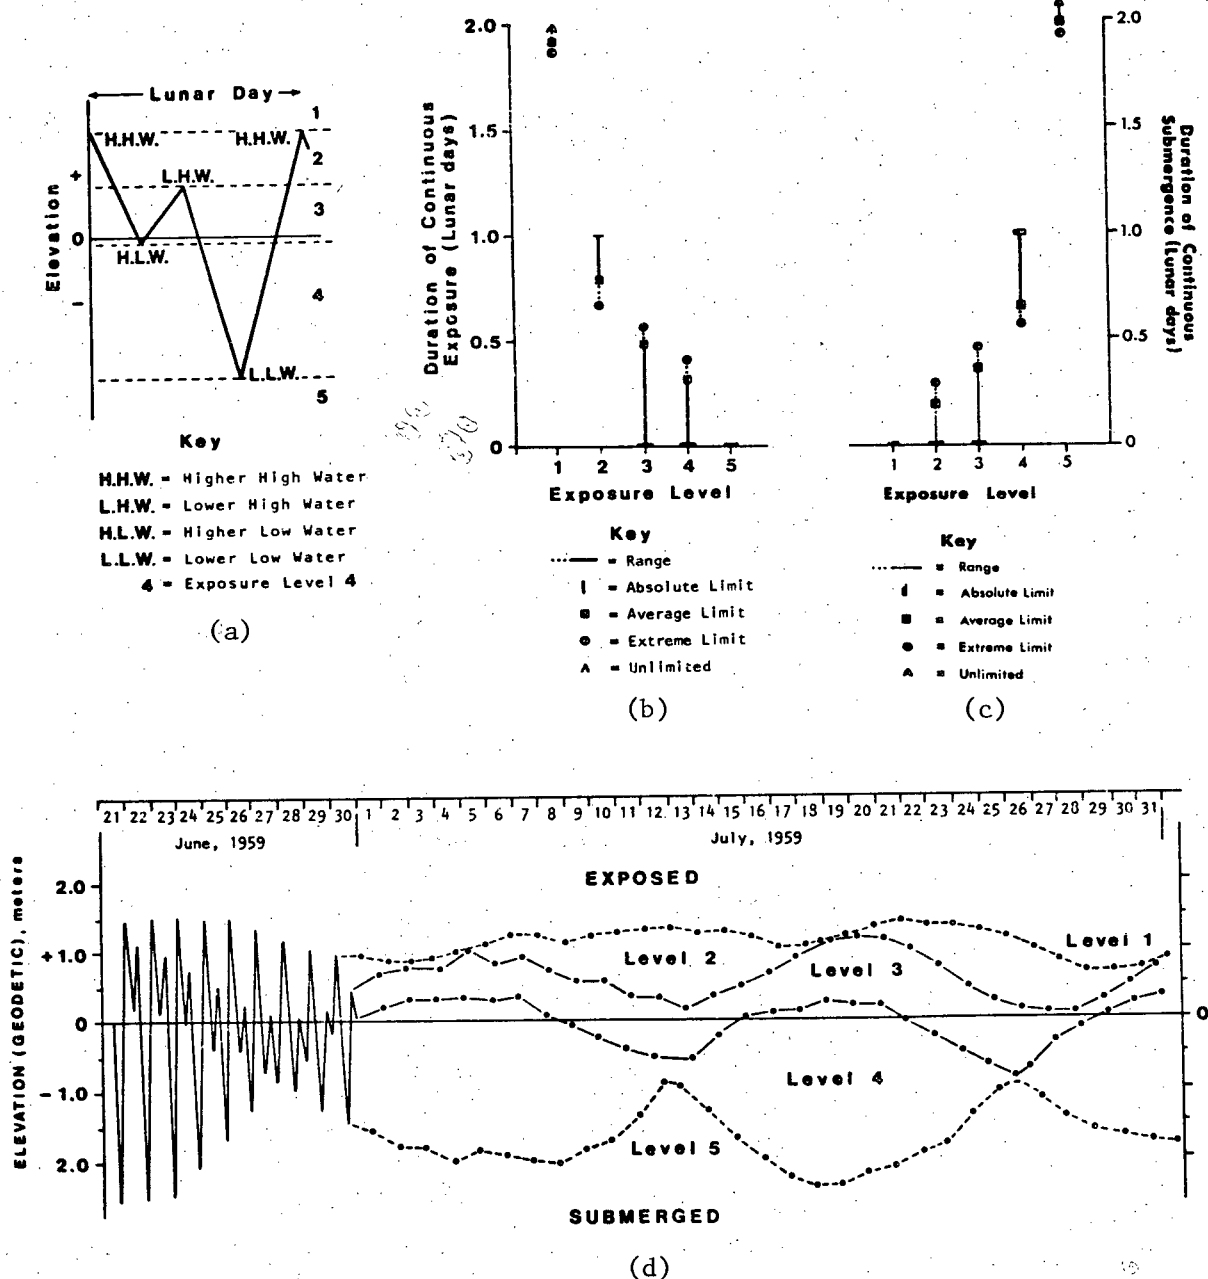 Lunar Day
Elevation
+
0
–
H.H.W.
H.H.W.
L.H.W.
H.L.W.
L.L.W.
1
2
3
4
5
Key
H.H.W. = Higher High Water
L.H.W. = Lower High Water
H.L.W. = Higher Low Water
L.L.W. = Lower Low Water
4 = Exposure Level 4
(a)
Duration of Continuous
Exposure (Lunar days)
2.0
1.5
1.0
0.5
0
1 2 3 4 5
Exposure Level
Key
= Range
= Absolute Limit
= Average Limit
= Extreme Limit
= Unlimited
(b)
Duration of Continuous
Submergence (Lunar days)
2.0
1.5
1.0
0.5
0
1 2 3 4 5
Exposure Level
Key
= Range
= Absolute Limit
= Average Limit
= Extreme Limit
= Unlimited
(c)
21 22 23 24 25 26 27 28 29 30 1 2 3 4 5 6 7 8 9 10 11 12 13 14 15 16 17 18 19 20 21 22 23 24 25 26 27 28 29 30 31
June, 1959
July, 1959
ELEVATION (GEODETIC), meters
2.0
+1.0
0
– 1.0
2.0
0
EXPOSED
Level 1
Level 2
Level 3
Level 4
Level 5
SUBMERGED
(d)